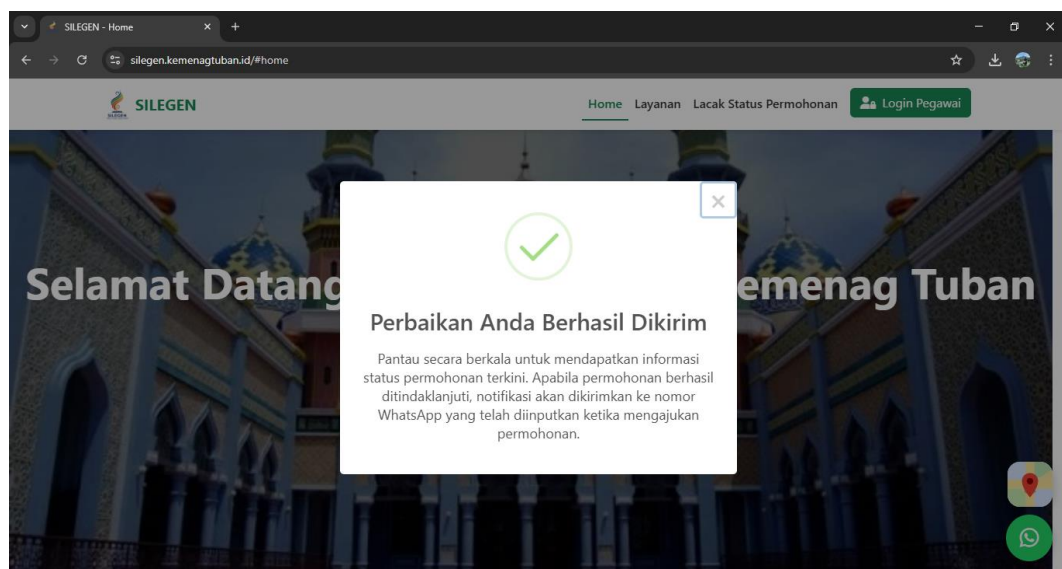 SILEGEN - Home
silegen.kemenagtuban.id/#home
SILEGEN
Home Layanan Lacak Status Permohonan Login Pegawai
Selamat Datang emenag Tuban
Perbaikan Anda Berhasil Dikirim
Pantau secara berkala untuk mendapatkan informasi
status permohonan terkini. Apabila permohonan berhasil
ditindaklanjuti, notifikasi akan dikirimkan ke nomor
WhatsApp yang telah diinputkan ketika mengajukan
permohonan.